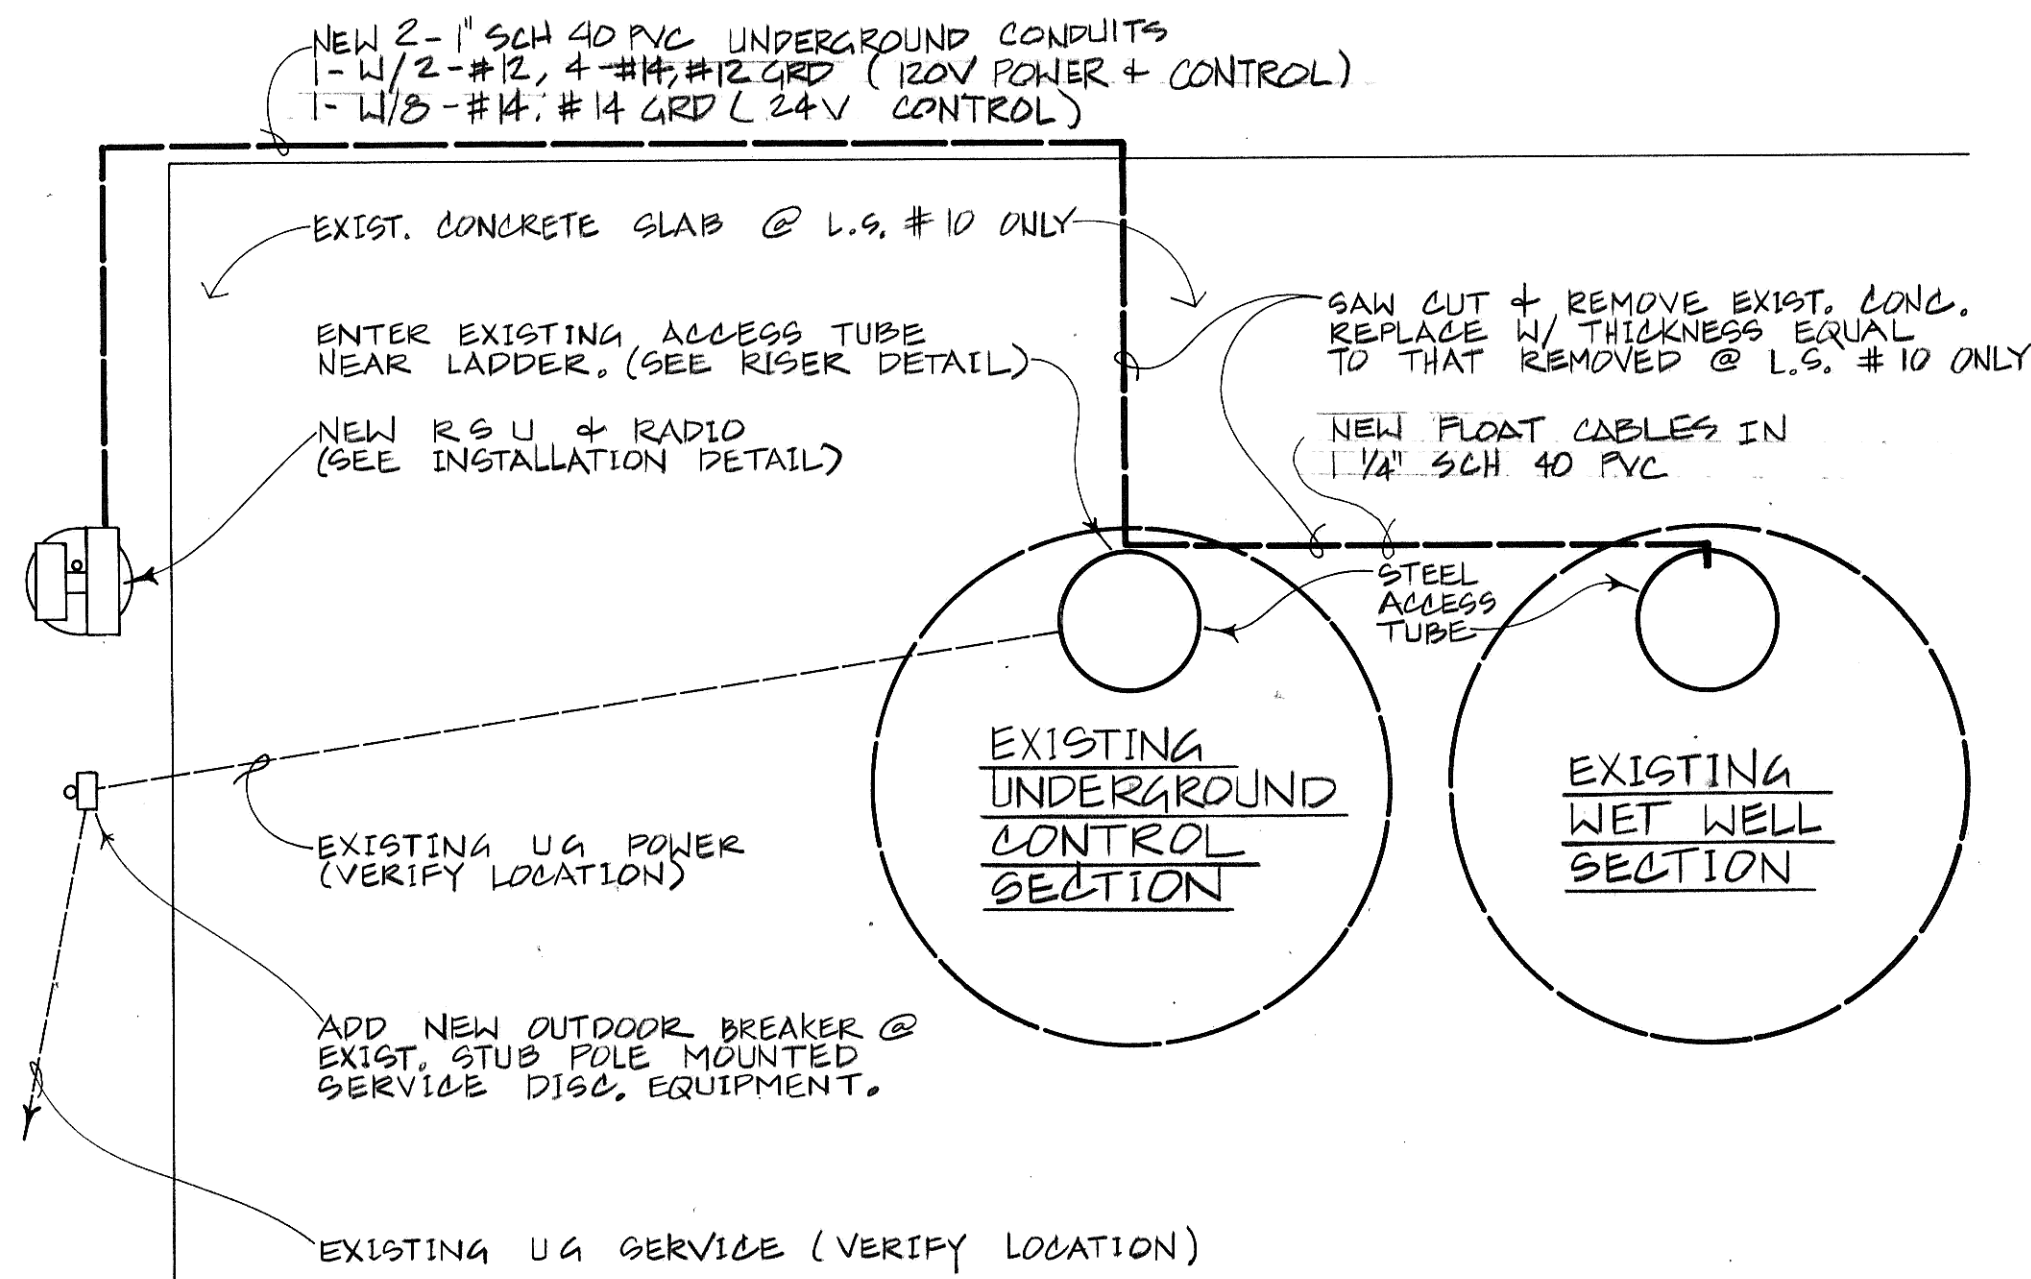 NEW 2-1" SCH 40 PVC UNDERGROUND CONDUITS
1- W/2-#12, 4-#14, #12 GRD (120V POWER & CONTROL)
1- W/8-#14, #14 GRD (24V CONTROL)
EXIST. CONCRETE SLAB @ L.S. #10 ONLY
SAW CUT & REMOVE EXIST. CONC.
REPLACE W/ THICKNESS EQUAL
TO THAT REMOVED @ L.S. #10 ONLY
ENTER EXISTING ACCESS TUBE
NEAR LADDER. (SEE RISER DETAIL)
NEW RSU & RADIO
(SEE INSTALLATION DETAIL)
NEW FLOAT CABLES IN
1 1/4" SCH 40 PVC
STEEL
ACCESS
TUBE
EXISTING
UNDERGROUND
CONTROL
SECTION
EXISTING
WET WELL
SECTION
EXISTING UG POWER
(VERIFY LOCATION)
ADD NEW OUTDOOR BREAKER @
EXIST. STUB POLE MOUNTED
SERVICE DISC. EQUIPMENT.
EXISTING UG SERVICE (VERIFY LOCATION)